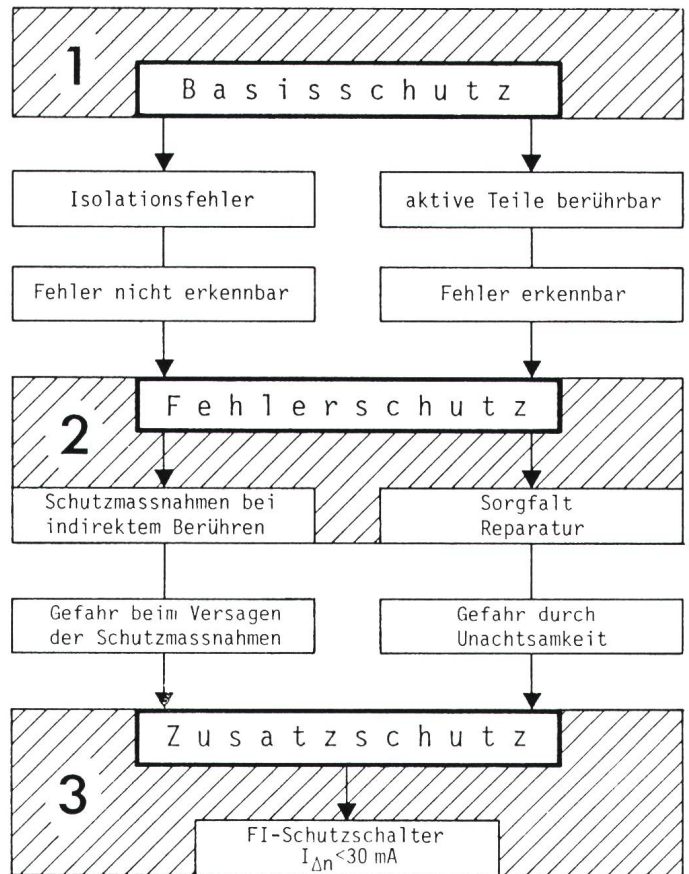 1
Basisschutz
Isolationsfehler
aktive Teile berührbar
Fehler nicht erkennbar
Fehler erkennbar
2
Fehlerschutz
Schutzmassnahmen bei
indirektem Berühren
Sorgfalt
Reparatur
Gefahr beim Versagen
der Schutzmassnahmen
Gefahr durch
Unachtsamkeit
3
Zusatzschutz
FI-Schutzschalter
I∆n<30 mA